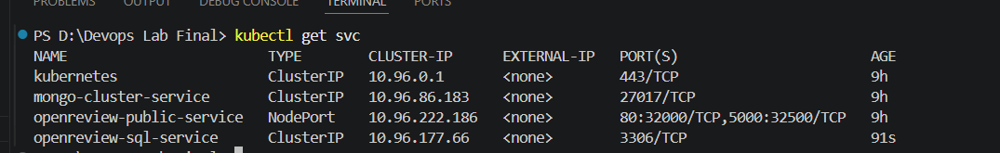 PROBLEMS OUTPUT DEBUG CONSOLE TERMINAL PORTS
PS D:\Devops Lab Final> kubectl get svc
NAME TYPE CLUSTER-IP EXTERNAL-IP PORT(S) AGE
kubernetes ClusterIP 10.96.0.1 <none> 443/TCP 9h
mongo-cluster-service ClusterIP 10.96.86.183 <none> 27017/TCP 9h
openreview-public-service NodePort 10.96.222.186 <none> 80:32000/TCP,5000:32500/TCP 9h
openreview-sql-service ClusterIP 10.96.177.66 <none> 3306/TCP 91s